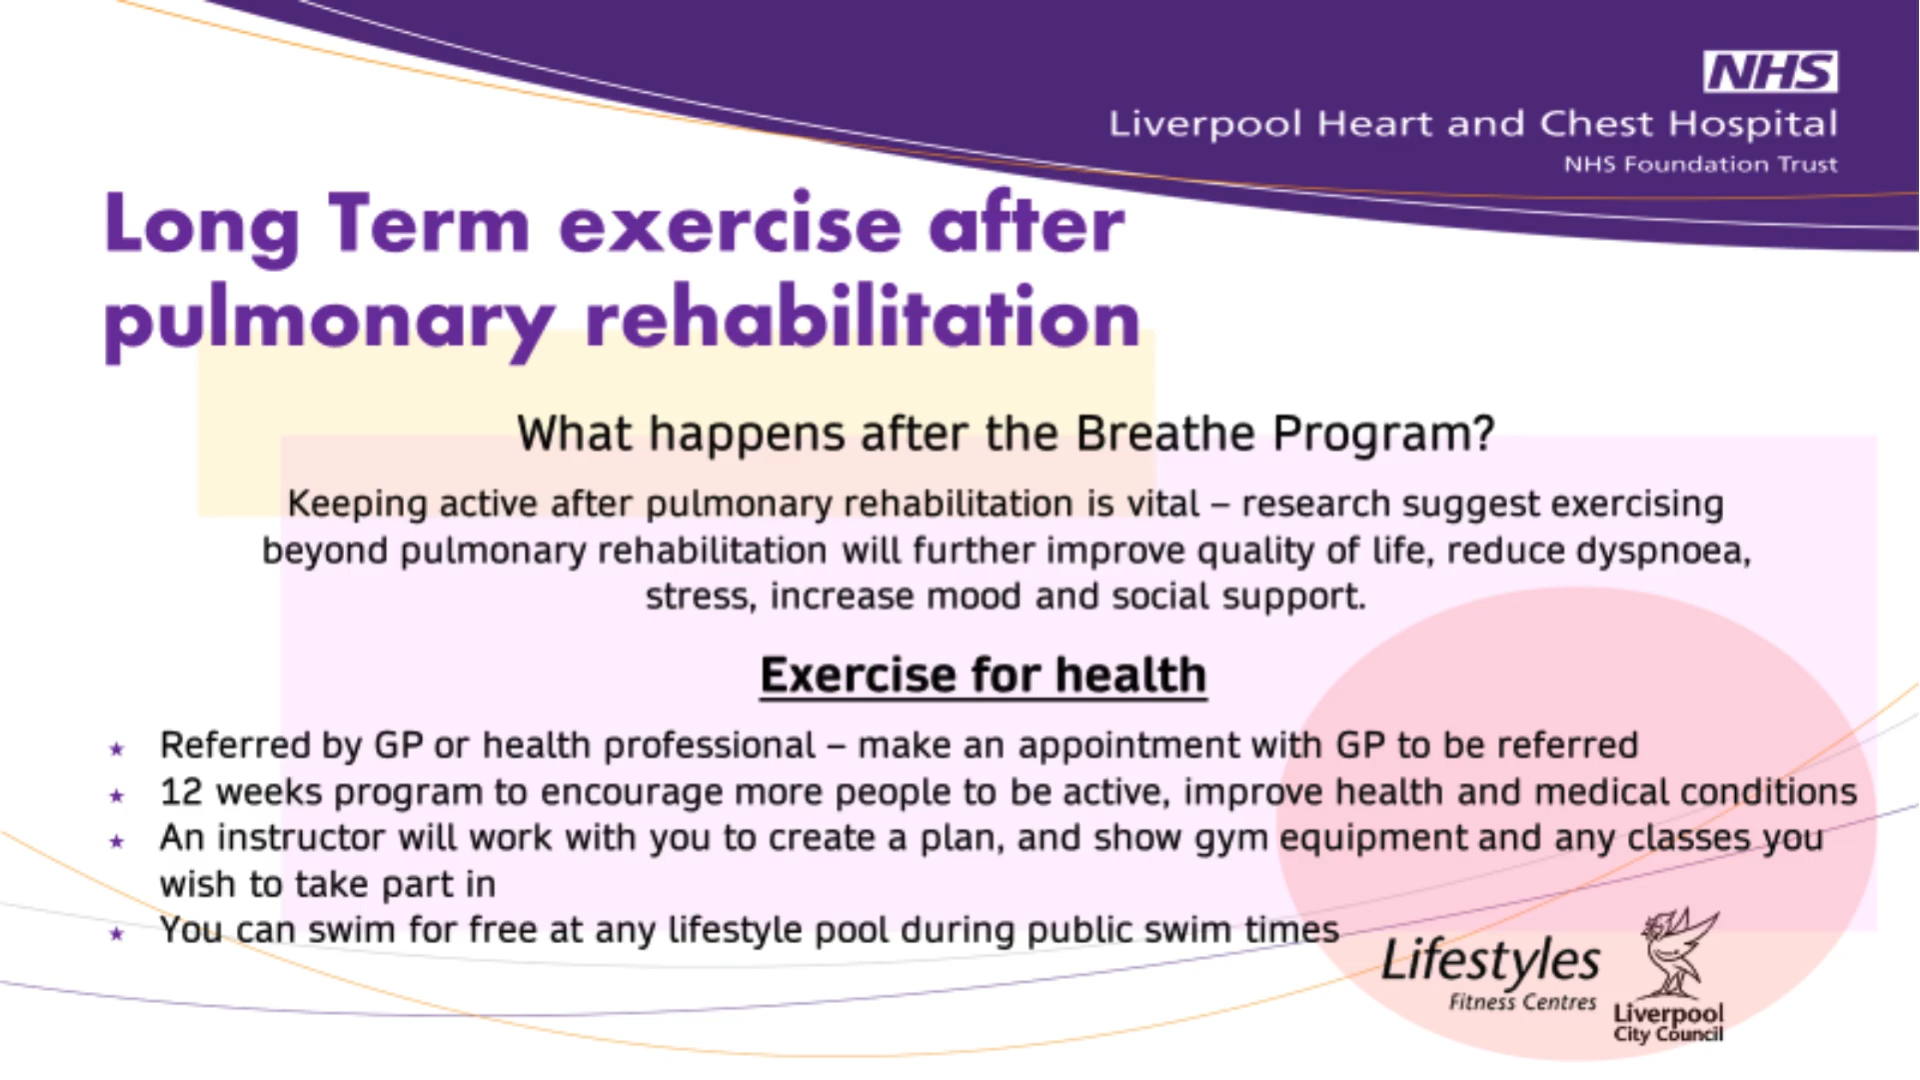 NHS
Liverpool Heart and Chest Hospital
NHS Foundation Trust
Long Term exercise after
pulmonary rehabilitation
What happens after the Breathe Program?
Keeping active after pulmonary rehabilitation is vital – research suggest exercising
beyond pulmonary rehabilitation will further improve quality of life, reduce dyspnoea,
stress, increase mood and social support.
Exercise for health
★ Referred by GP or health professional – make an appointment with GP to be referred
★ 12 weeks program to encourage more people to be active, improve health and medical conditions
★ An instructor will work with you to create a plan, and show gym equipment and any classes you
wish to take part in
★ You can swim for free at any lifestyle pool during public swim times
Lifestyles
Fitness Centres
Liverpool
City Council